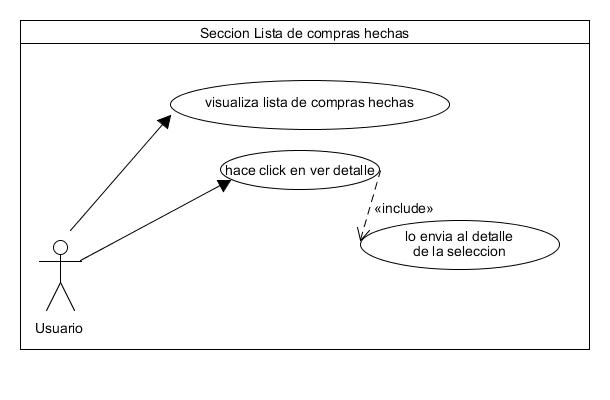 Seccion Lista de compras hechas
visualiza lista de compras hechas
hace click en ver detalle
«include»
lo envia al detalle
de la seleccion
Usuario